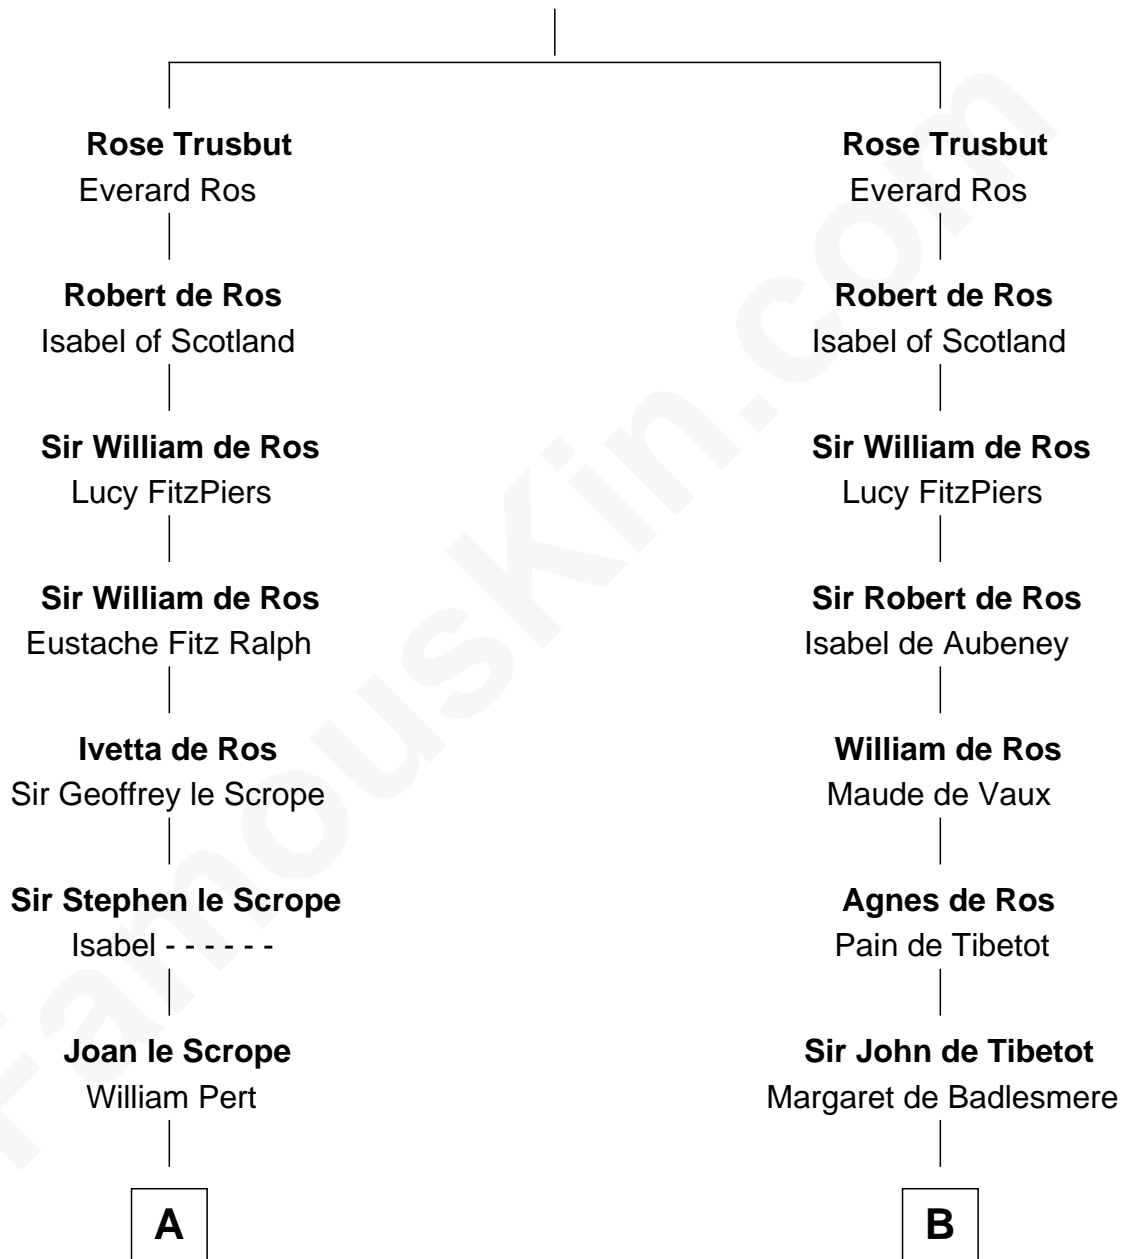 Rose Trusbut
Everard Ros
Robert de Ros
Isabel of Scotland
Sir William de Ros
Lucy FitzPiers
Sir William de Ros
Eustache Fitz Ralph
Ivetta de Ros
Sir Geoffrey le Scrope
Sir Stephen le Scrope
Isabel - - - - - -
Joan le Scrope
William Pert
A
Rose Trusbut
Everard Ros
Robert de Ros
Isabel of Scotland
Sir William de Ros
Lucy FitzPiers
Sir Robert de Ros
Isabel de Aubeney
William de Ros
Maude de Vaux
Agnes de Ros
Pain de Tibetot
Sir John de Tibetot
Margaret de Badlesmere
B
FamousKin.com